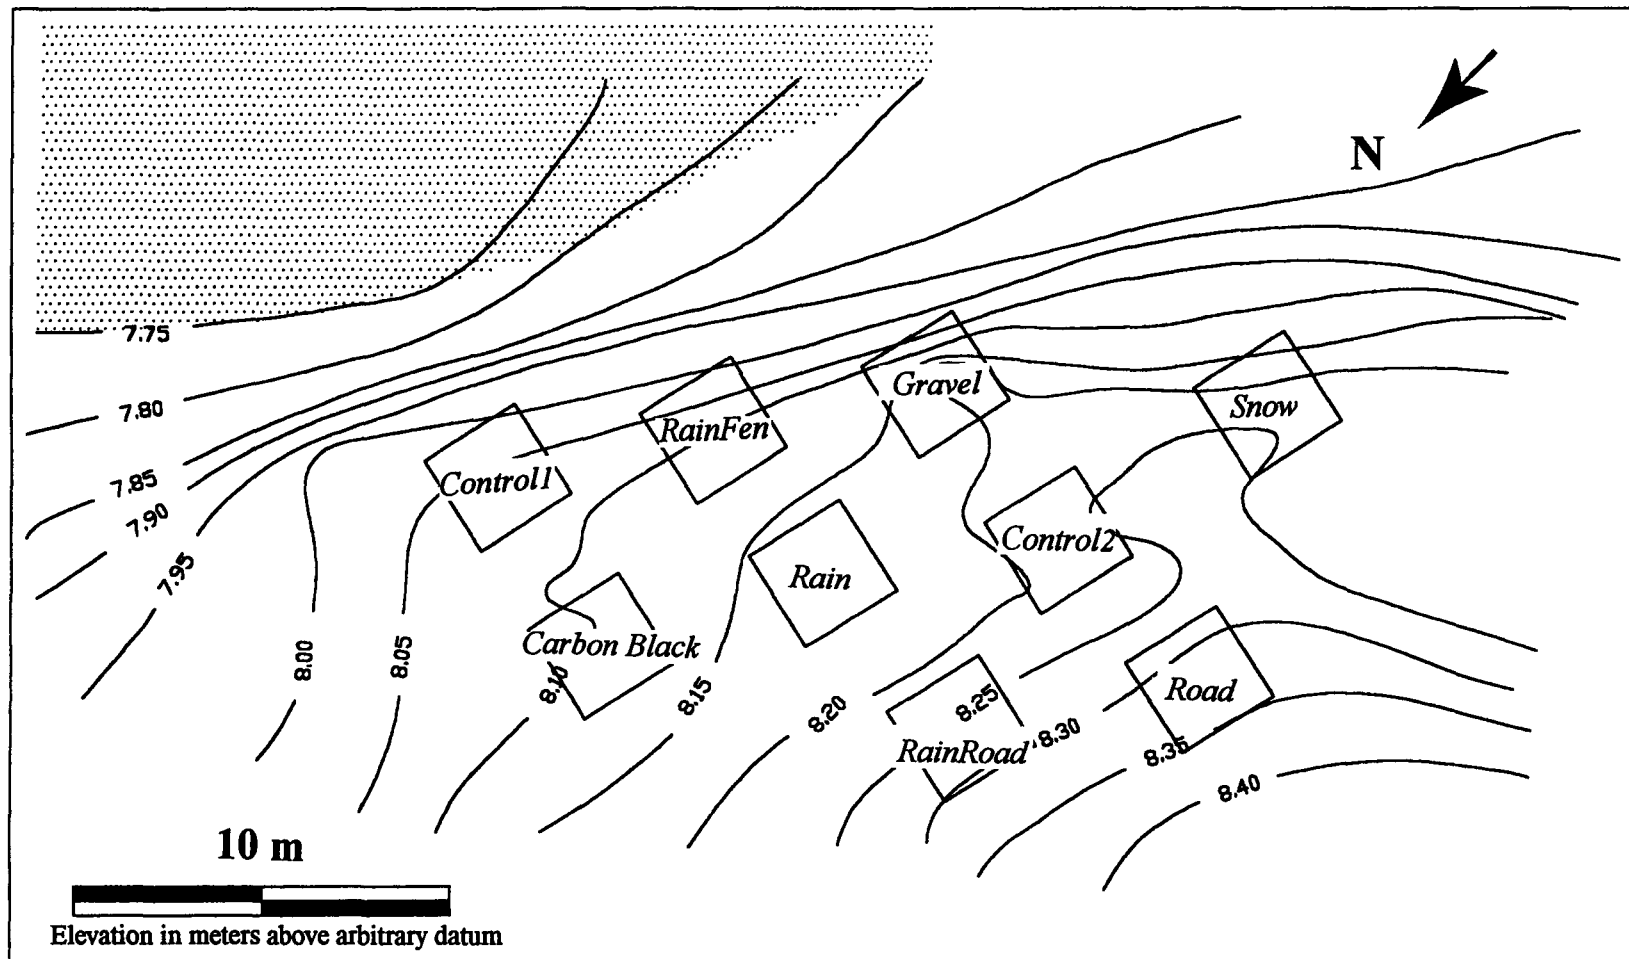 N
7.75
7.80
Gravel
Snow
RainFen
7.85
Control1
7.90
Control2
7.95
Rain
Carbon Black
8.00
8.05
8.10
8.15
Road
8.20
8.25
8.30
RainRoad
8.35
8.40
10 m
Elevation in meters above arbitrary datum